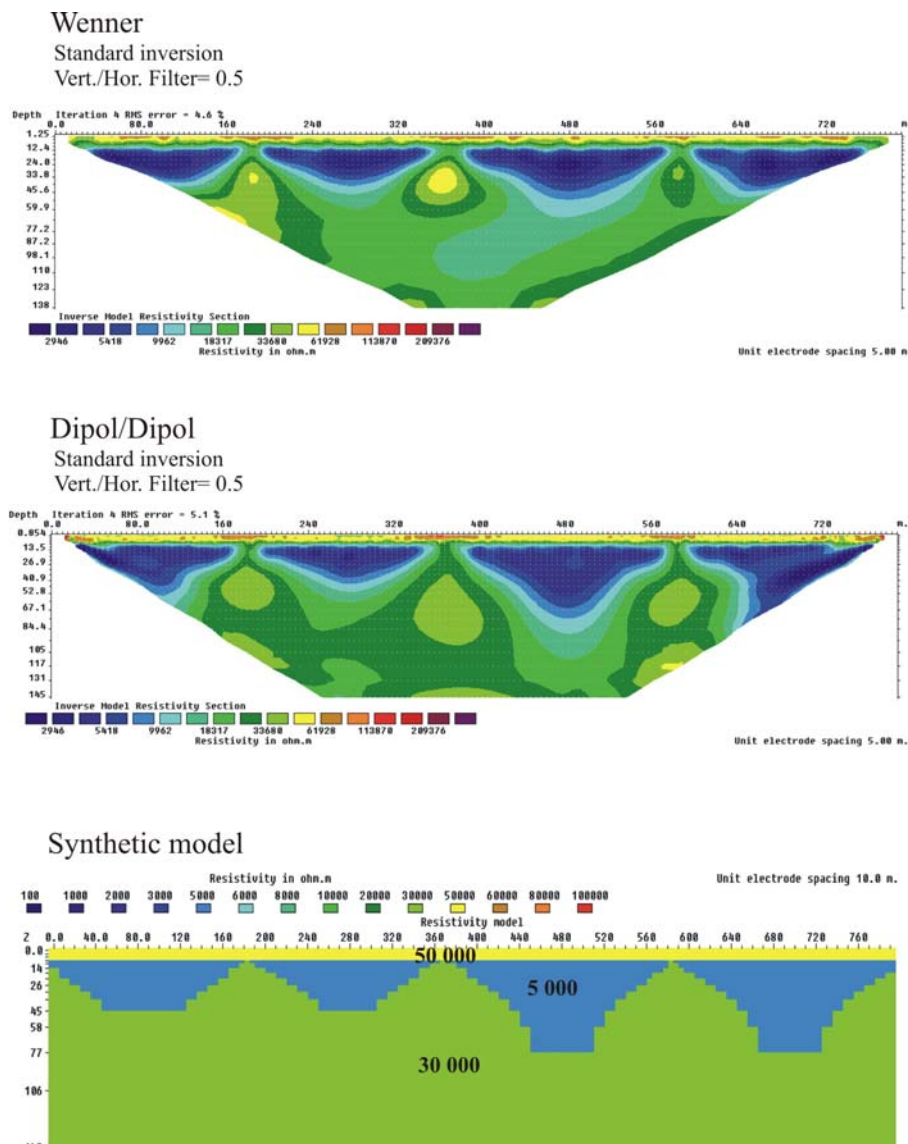 Wenner
Standard inversion
Vert./Hor. Filter= 0.5
Depth Iteration 4 RMS error = 4.6 %
0.0 80.0 160 240 320 400 480 560 640 720 m
1.25
12.4
24.0
33.8
45.6
59.9
77.2
87.2
98.1
110
123
138
Inverse Model Resistivity Section
2946 5418 9962 18317 33680 61928 113870 209376
Resistivity in ohm.m
Unit electrode spacing 5.00 m
Dipol/Dipol
Standard inversion
Vert./Hor. Filter= 0.5
Depth Iteration 4 RMS error = 5.1 %
0.0 80.0 160 240 320 400 480 560 640 720 m.
0.854
13.5
26.9
40.9
52.8
67.1
84.4
105
117
131
145
Inverse Model Resistivity Section
2946 5418 9962 18317 33680 61928 113870 209376
Resistivity in ohm.m
Unit electrode spacing 5.00 m.
Synthetic model
Resistivity in ohm.m
Unit electrode spacing 10.0 m.
100 1000 2000 3000 5000 6000 8000 10000 20000 30000 50000 60000 80000 100000
Resistivity model
Z 0.0 40.0 120 200 280 360 400 440 520 600 680 760
0.0
14
26
45
58
77
106
50 000
5 000
30 000